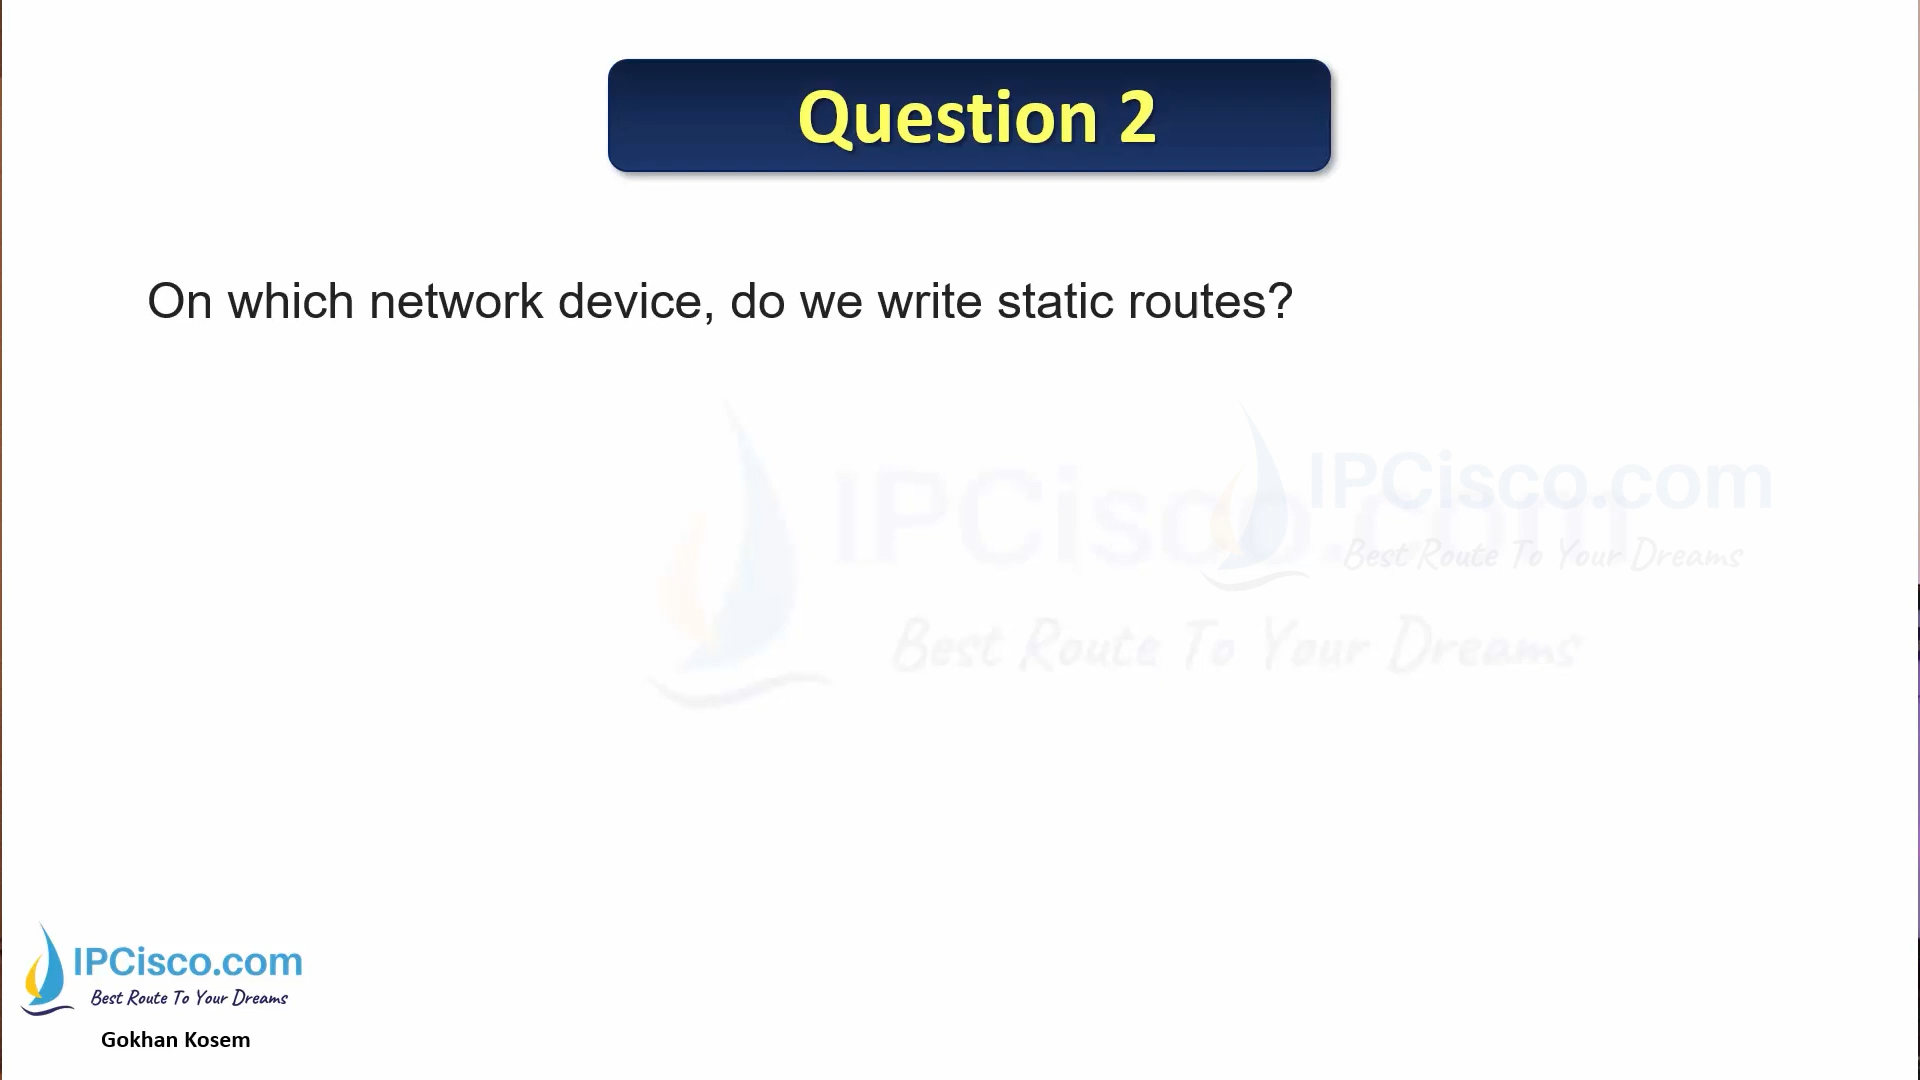 Question 2
On which network device, do we write static routes?
IPCisco.com
IPCisco.com
Best Route To Your Dreams
Best Route To Your Dreams
IPCisco.com
Best Route To Your Dreams
Gokhan Kosem